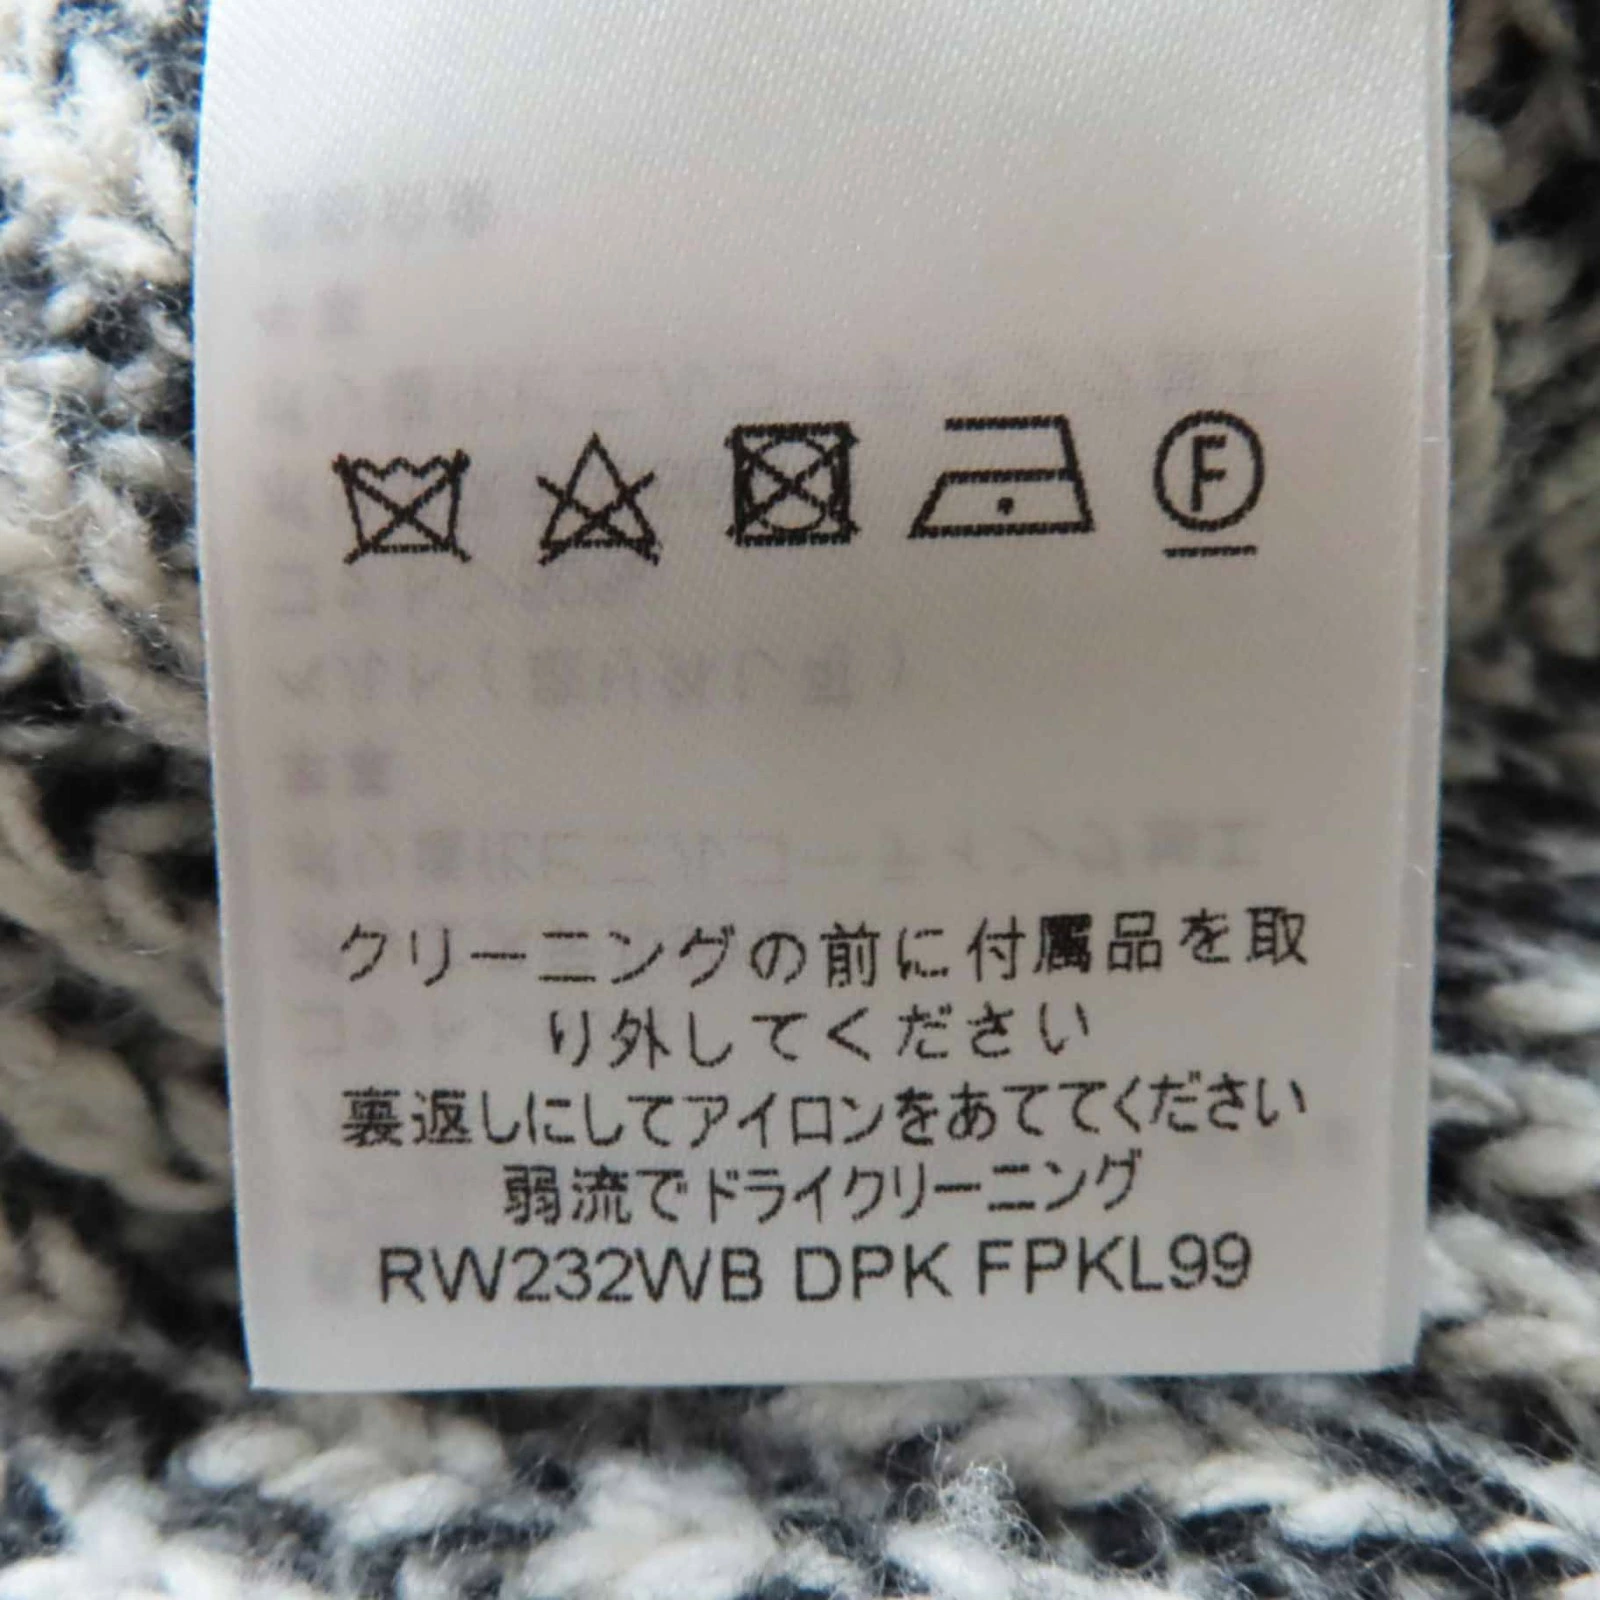 F
クリーニングの前に付属品を取
り外してください
裏返しにしてアイロンをあててください
弱流でドライクリーニング
RW232WB DPK FPKL99